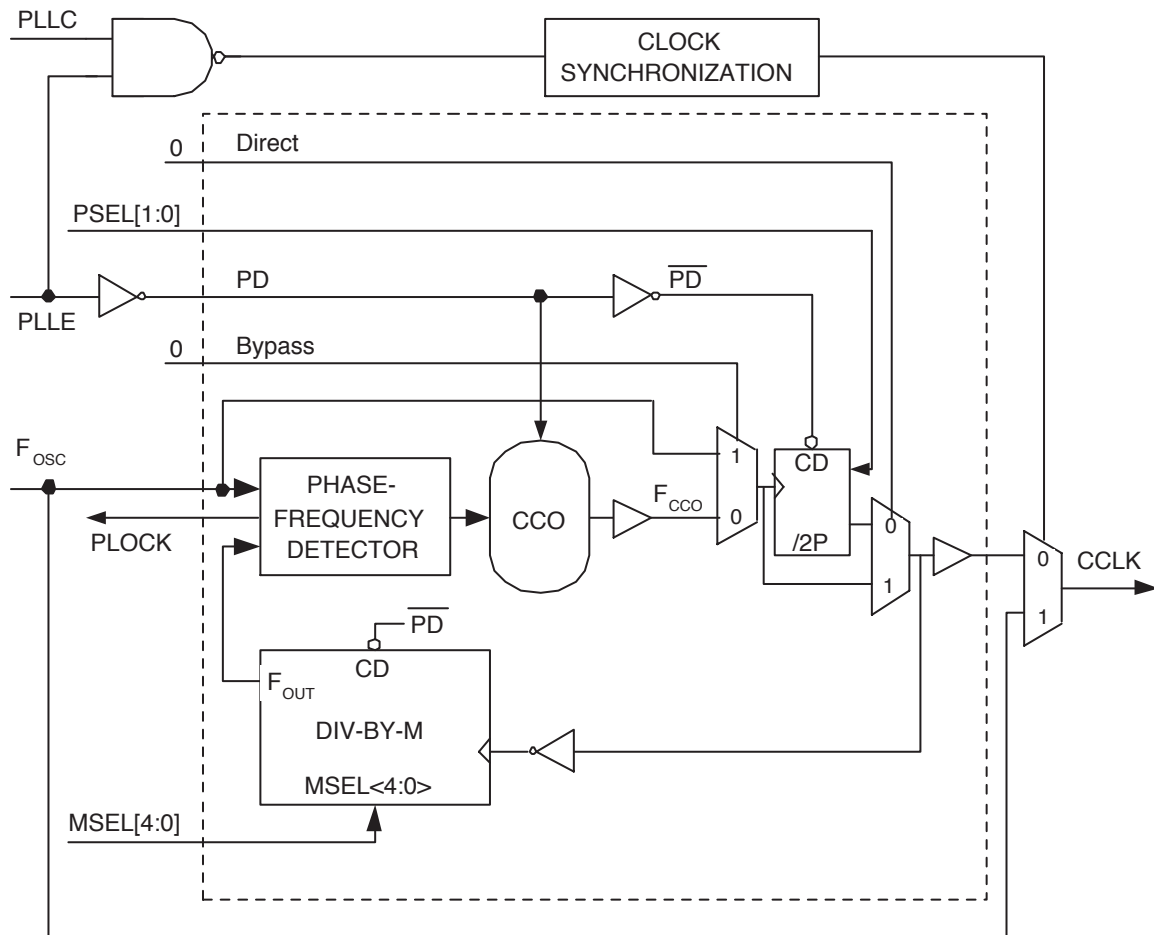 PLLC
CLOCK
SYNCHRONIZATION
0 Direct
PSEL[1:0]
PD
PD
PLLE
0 Bypass
FOSC
1
CD
PHASE-
FREQUENCY
DETECTOR
CCO
FCCO
0
0
/2P
1
0
CCLK
1
PLOCK
PD
CD
FOUT
DIV-BY-M
MSEL<4:0>
MSEL[4:0]